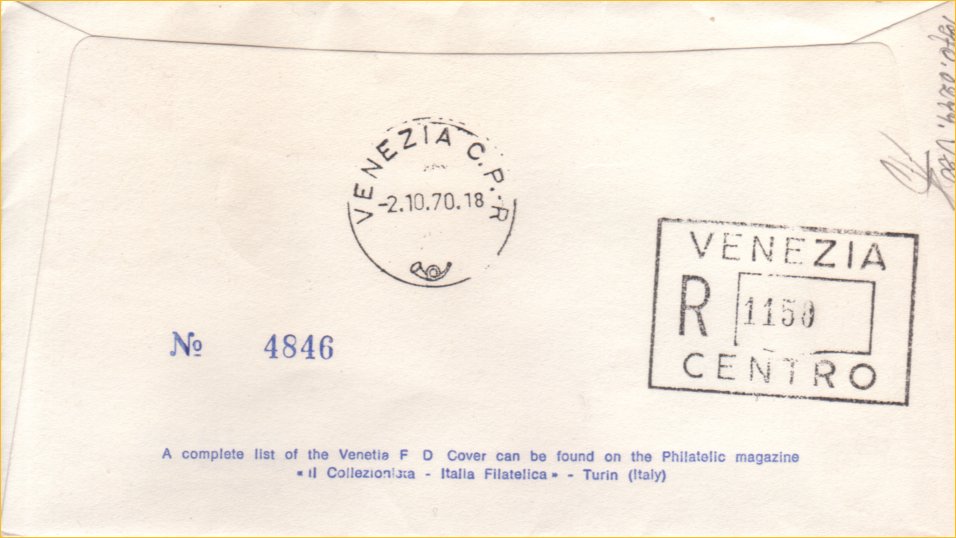 VENEZIA C.P.-R
-2.10.70.18
VENEZIA
R 1150
CENTRO
№ 4846
A complete list of the Venetia F D Cover can be found on the Philatelic magazine
« Il Collezionista - Italia Filatelica » - Turin (Italy)